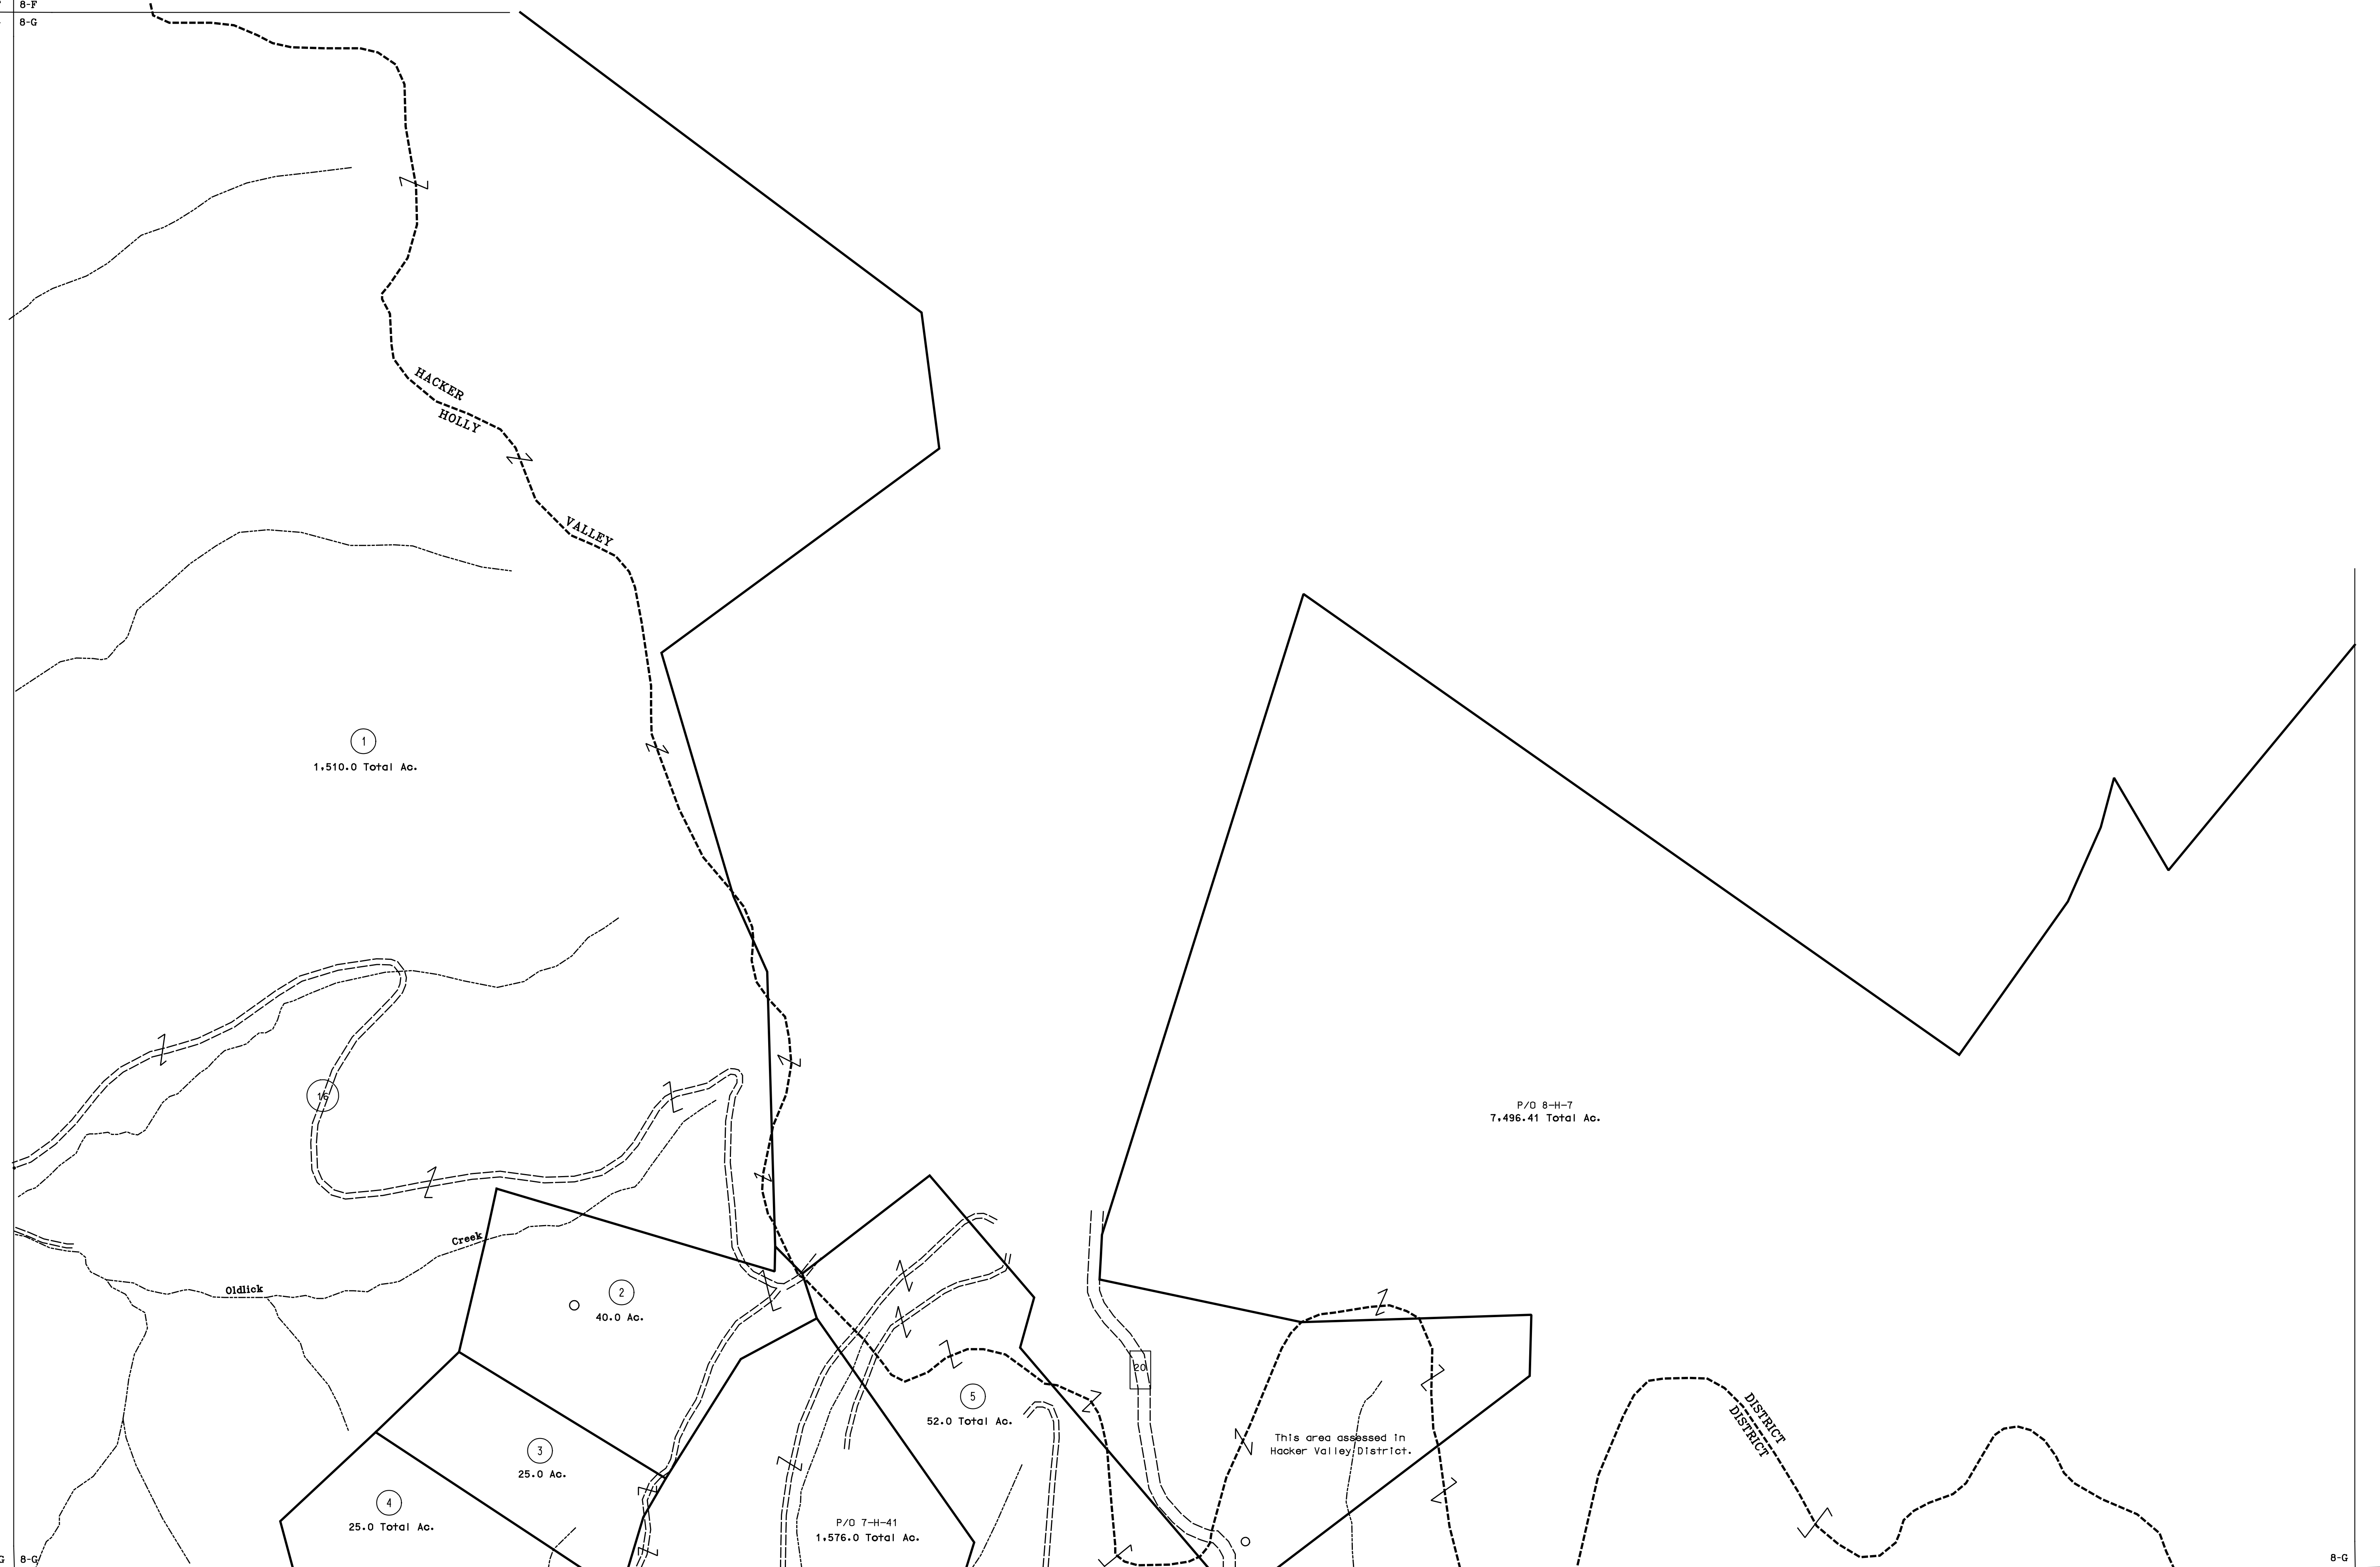 8-F
8-G
HACKER
HOLLY
VALLEY
1
1,510.0 Total Ac.
16
P/O 8-H-7
7,496.41 Total Ac.
Creek
Oldlick
2
40.0 Ac.
20
5
52.0 Total Ac.
DISTRICT
DISTRICT
This area assessed in
Hacker Valley District.
3
25.0 Ac.
4
25.0 Total Ac.
P/O 7-H-41
1,576.0 Total Ac.
G
8-G
8-G